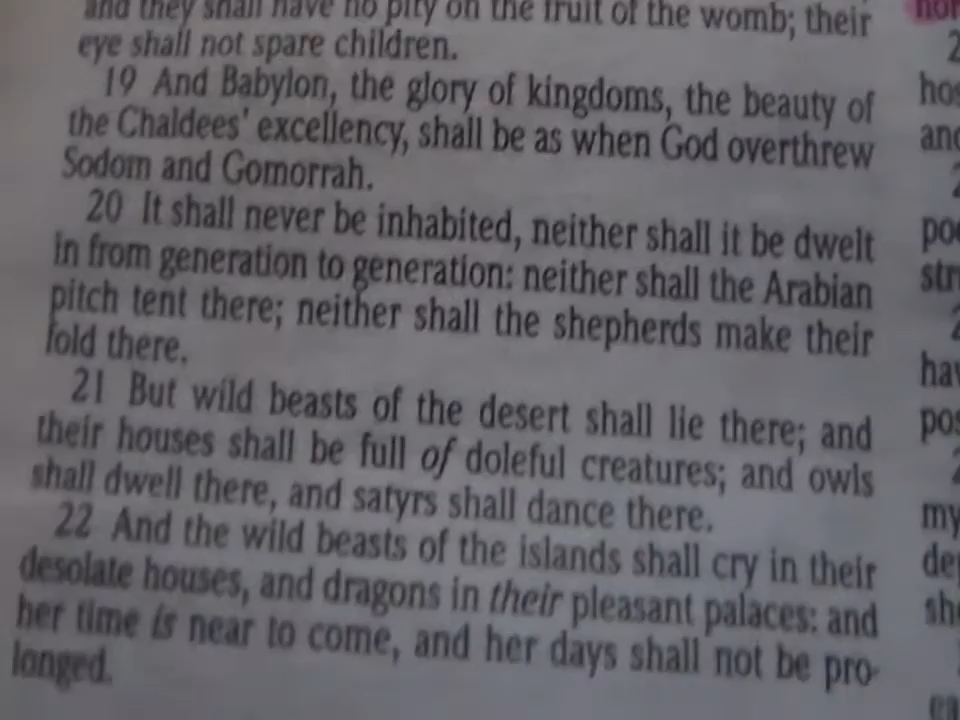 and they shall have no pity on the fruit of the womb; their
eye shall not spare children.
19 And Babylon, the glory of kingdoms, the beauty of
the Chaldees' excellency, shall be as when God overthrew
Sodom and Gomorrah.
20 It shall never be inhabited, neither shall it be dwelt
in from generation to generation: neither shall the Arabian
pitch tent there; neither shall the shepherds make their
fold there.
21 But wild beasts of the desert shall lie there; and
their houses shall be full of doleful creatures; and owls
shall dwell there, and satyrs shall dance there.
22 And the wild beasts of the islands shall cry in their
desolate houses, and dragons in their pleasant palaces: and
her time is near to come, and her days shall not be pro-
longed.